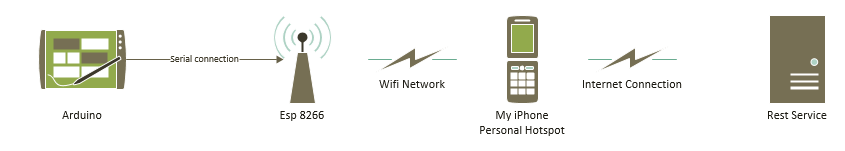 Serial connection
Arduino
Esp 8266
Wifi Network
My iPhone
Personal Hotspot
Internet Connection
Rest Service